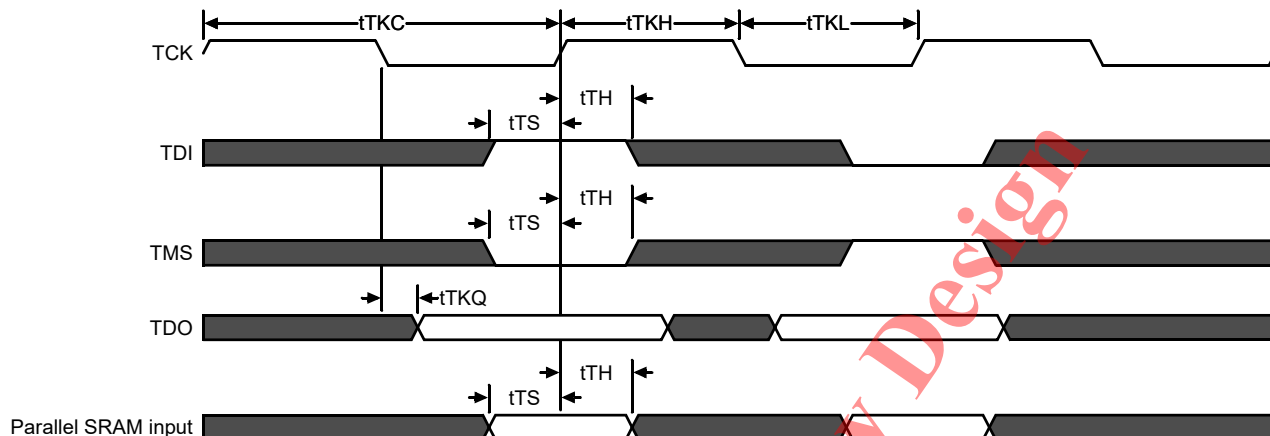 tTKC
tTKH
tTKL
TCK
tTH
tTS
TDI
tTH
tTS
TMS
tTKQ
TDO
tTH
tTS
Parallel SRAM input
Design